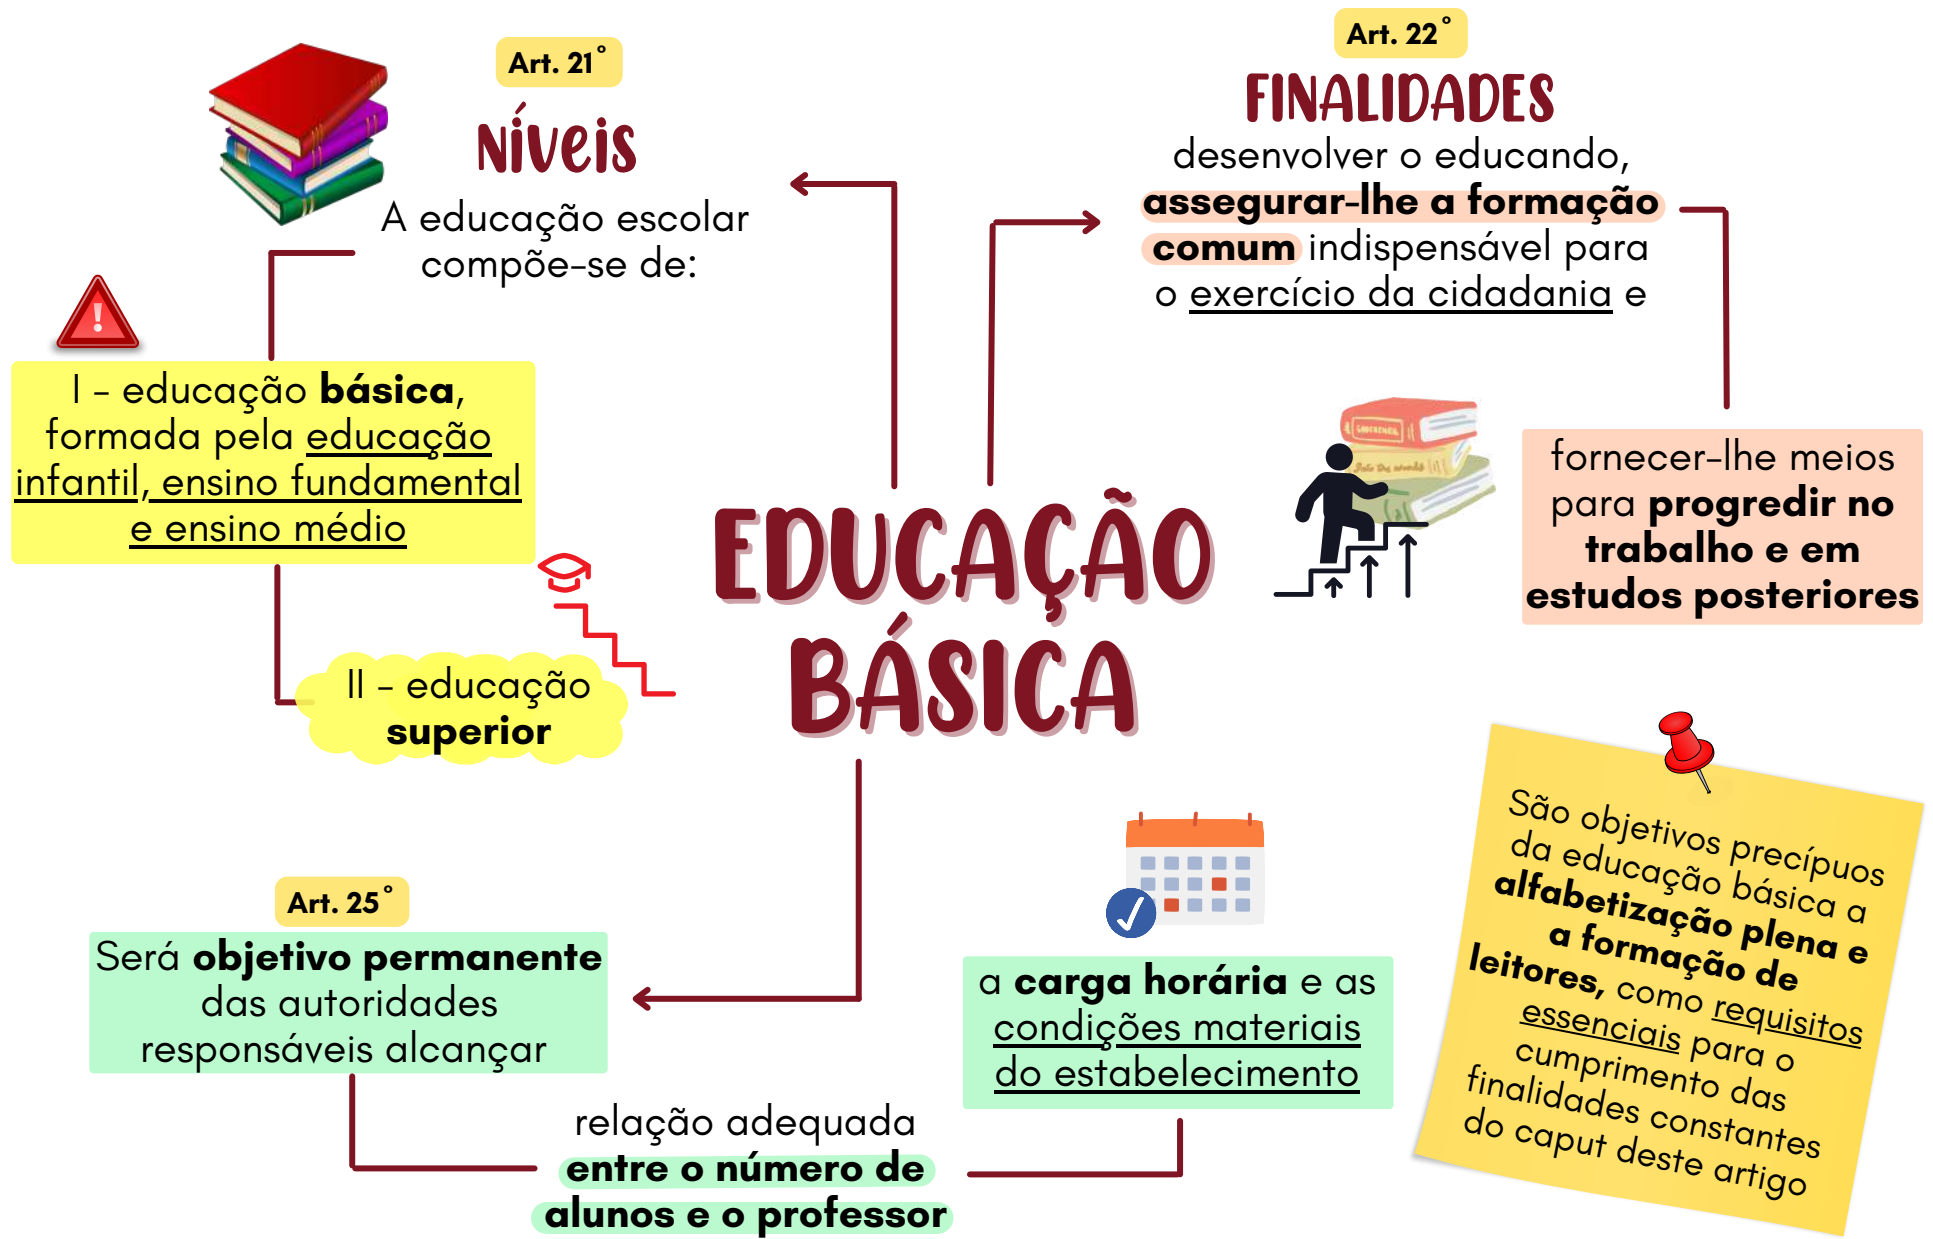 Art. 21°
NÍVEIS
A educação escolar
compõe-se de:
I - educação básica,
formada pela educação
infantil, ensino fundamental
e ensino médio
II - educação
superior
Art. 22°
FINALIDADES
desenvolver o educando,
assegurar-lhe a formação
comum indispensável para
o exercício da cidadania e
fornecer-lhe meios
para progredir no
trabalho e em
estudos posteriores
EDUCAÇÃO
BÁSICA
São objetivos precípuos
da educação básica a
alfabetização plena e
a formação de
leitores, como requisitos
essenciais para o
cumprimento das
finalidades constantes
do caput deste artigo
Art. 25°
Será objetivo permanente
das autoridades
responsáveis alcançar
relação adequada
entre o número de
alunos e o professor
a carga horária e as
condições materiais
do estabelecimento